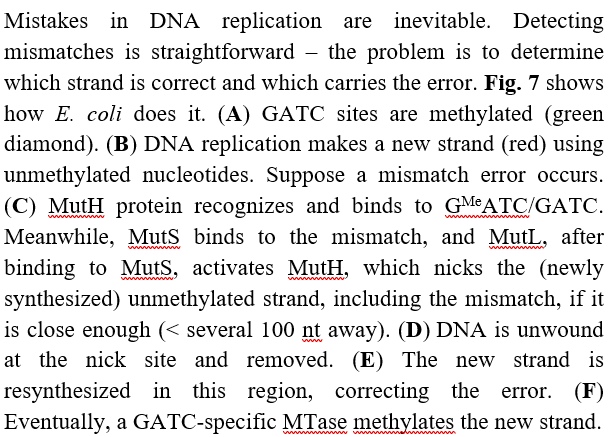 Mistakes in DNA replication are inevitable. Detecting
mismatches is straightforward – the problem is to determine
which strand is correct and which carries the error. Fig. 7 shows
how E. coli does it. (A) GATC sites are methylated (green
diamond). (B) DNA replication makes a new strand (red) using
unmethylated nucleotides. Suppose a mismatch error occurs.
(C) MutH protein recognizes and binds to GᴹᵉATC/GATC.
Meanwhile, MutS binds to the mismatch, and MutL, after
binding to MutS, activates MutH, which nicks the (newly
synthesized) unmethylated strand, including the mismatch, if it
is close enough (< several 100 nt away). (D) DNA is unwound
at the nick site and removed. (E) The new strand is
resynthesized in this region, correcting the error. (F)
Eventually, a GATC-specific MTase methylates the new strand.